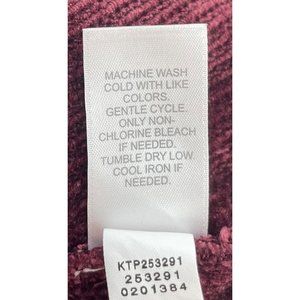 MACHINE WASH
COLD WITH LIKE
COLORS.
GENTLE CYCLE.
ONLY NON-
CHLORINE BLEACH
IF NEEDED.
TUMBLE DRY LOW
COOL IRON IF
NEEDED.
KTP253291
253291
0201384